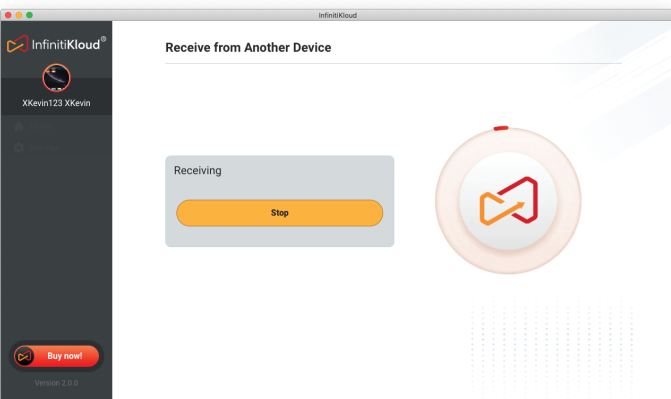 InfinitiKloud
InfinitiKloud®
Receive from Another Device
XKevin123 XKevin
Receiving
Stop
Buy now!
Version 2.0.0